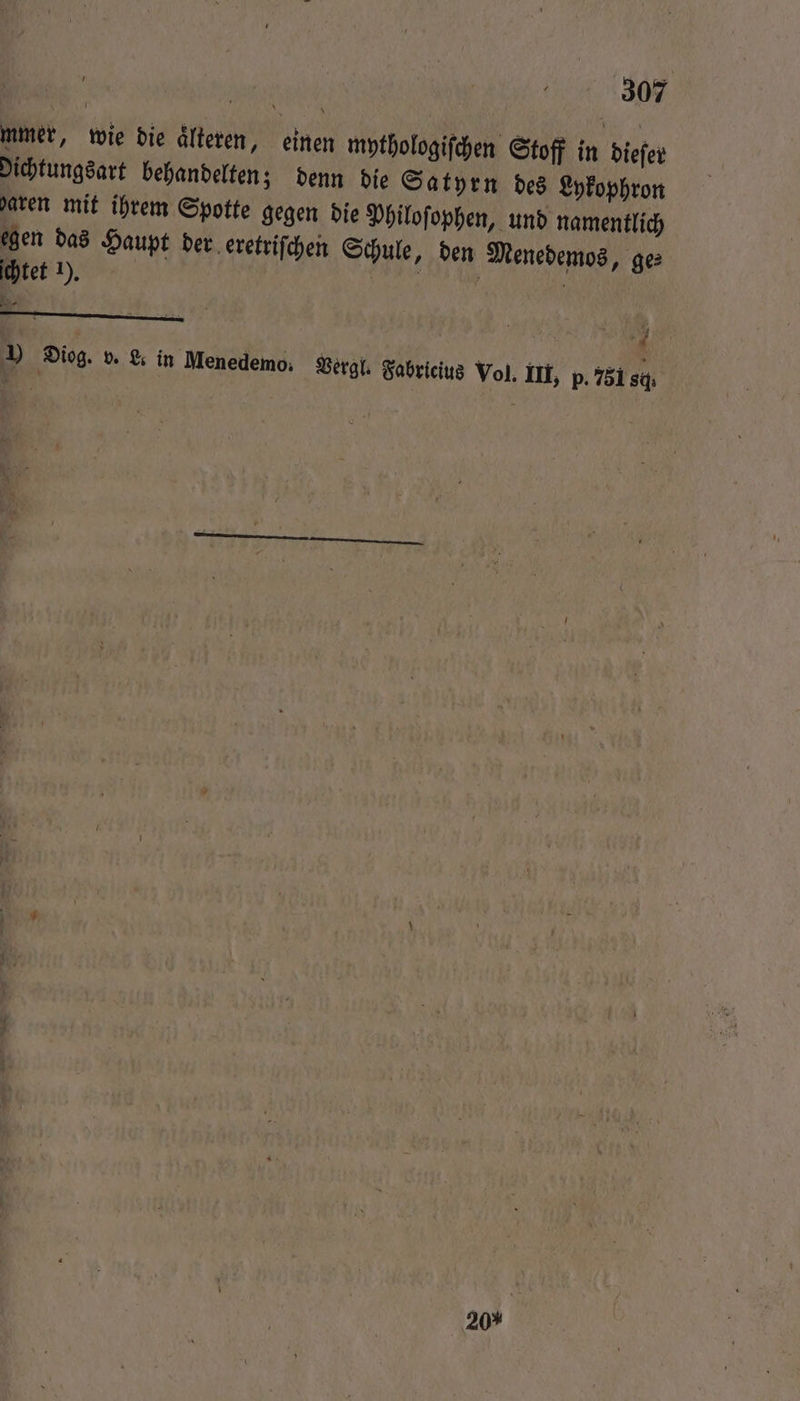 307
mmer, wie die älteren, einen mythologiſchen Stoff in dieſer
Dichtungsart behandelten; denn die Satyrn des Lykophron
varen mit ihrem Spotte gegen die Philoſophen, und namentlich
egen das Haupt der eretriſchen Schule, den Menedemos, ge⸗
ichtet 1).
1) Diog. v. L. in Menedemo. Vergl. Fabricius Vol. III, p. 751 sq.
20*